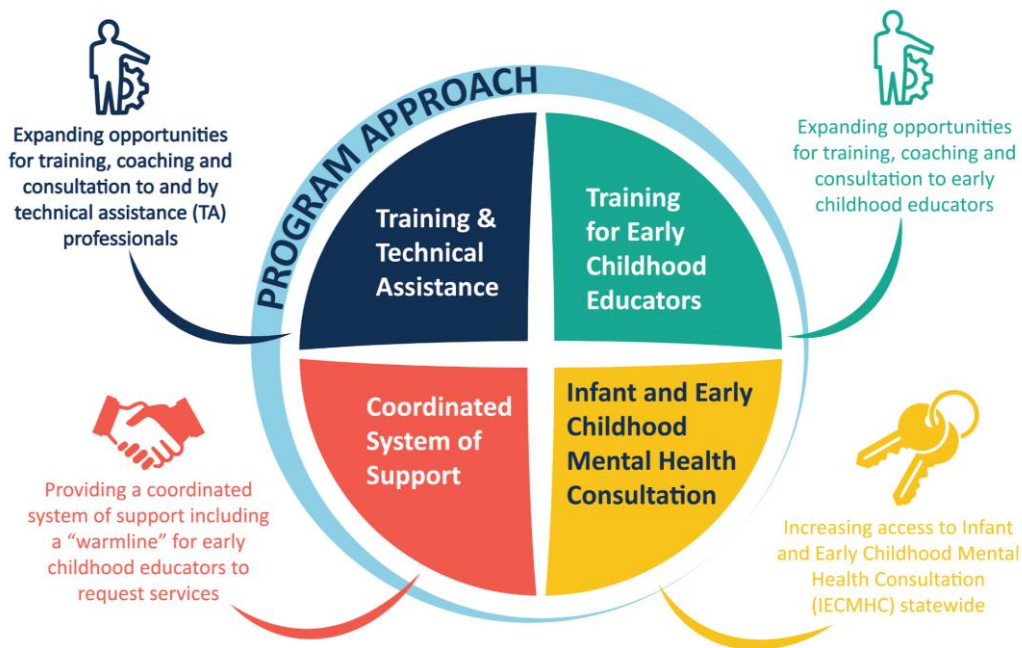 PROGRAM APPROACH
Expanding opportunities
for training, coaching and
consultation to and by
technical assistance (TA)
professionals
Training &
Technical
Assistance
Training
for Early
Childhood
Educators
Expanding opportunities
for training, coaching and
consultation to early
childhood educators
Coordinated
System of
Support
Infant and Early
Childhood
Mental Health
Consultation
Providing a coordinated
system of support including
a “warmline” for early
childhood educators to
request services
Increasing access to Infant
and Early Childhood Mental
Health Consultation
(IECMHC) statewide